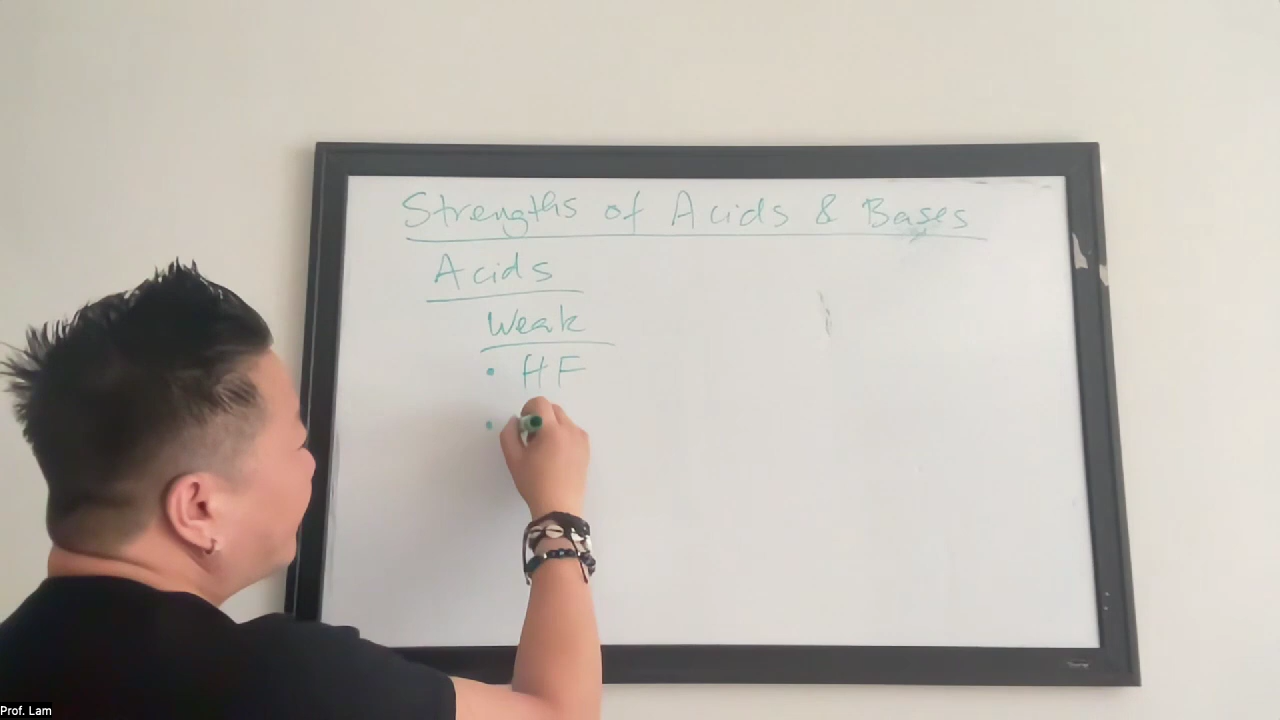 Strengths of Acids & Bases
Acids
Weak
• HF
•
Prof. Lam